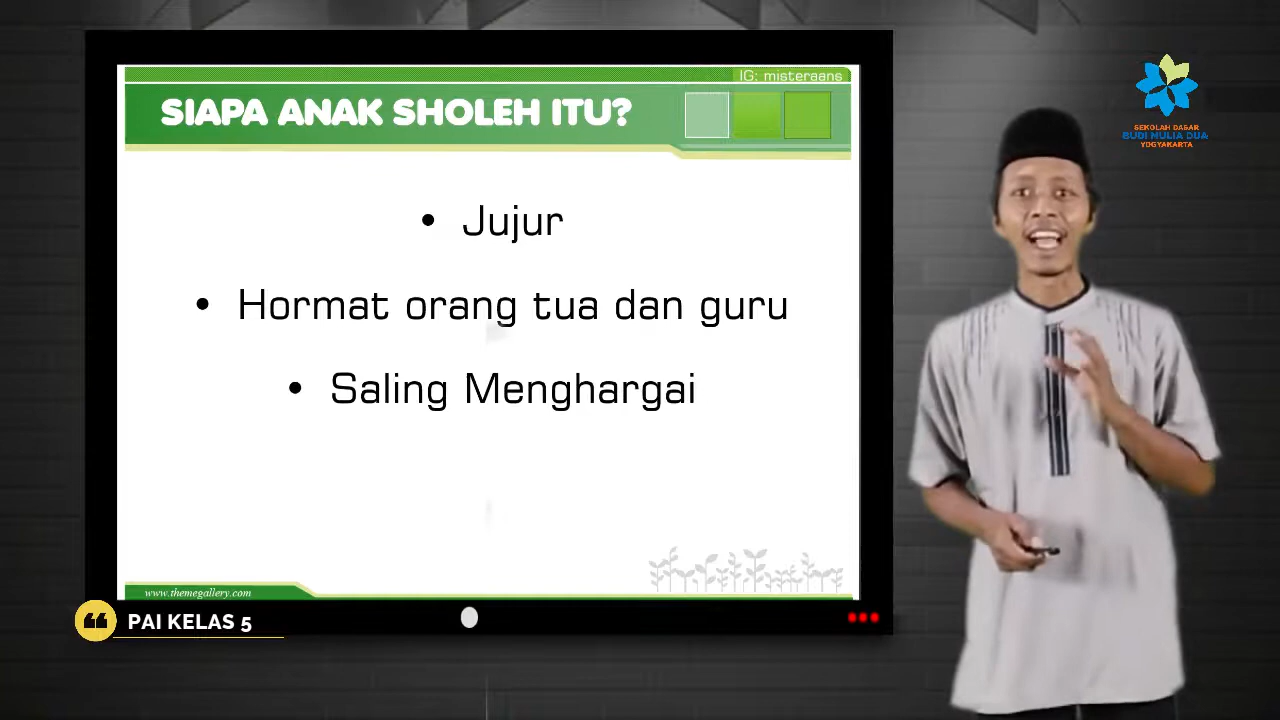 IG: misteraans
SIAPA ANAK SHOLEH ITU?
• Jujur
• Hormat orang tua dan guru
• Saling Menghargai
www.themegallery.com
PAI KELAS 5
SEKOLAH DASAR
BUDI MULIA DUA
YOGYAKARTA